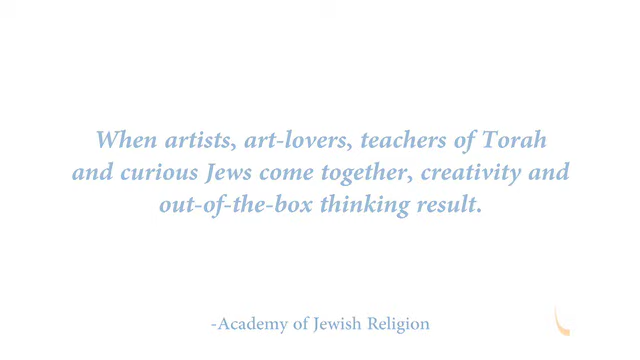 When artists, art-lovers, teachers of Torah
and curious Jews come together, creativity and
out-of-the-box thinking result.
-Academy of Jewish Religion